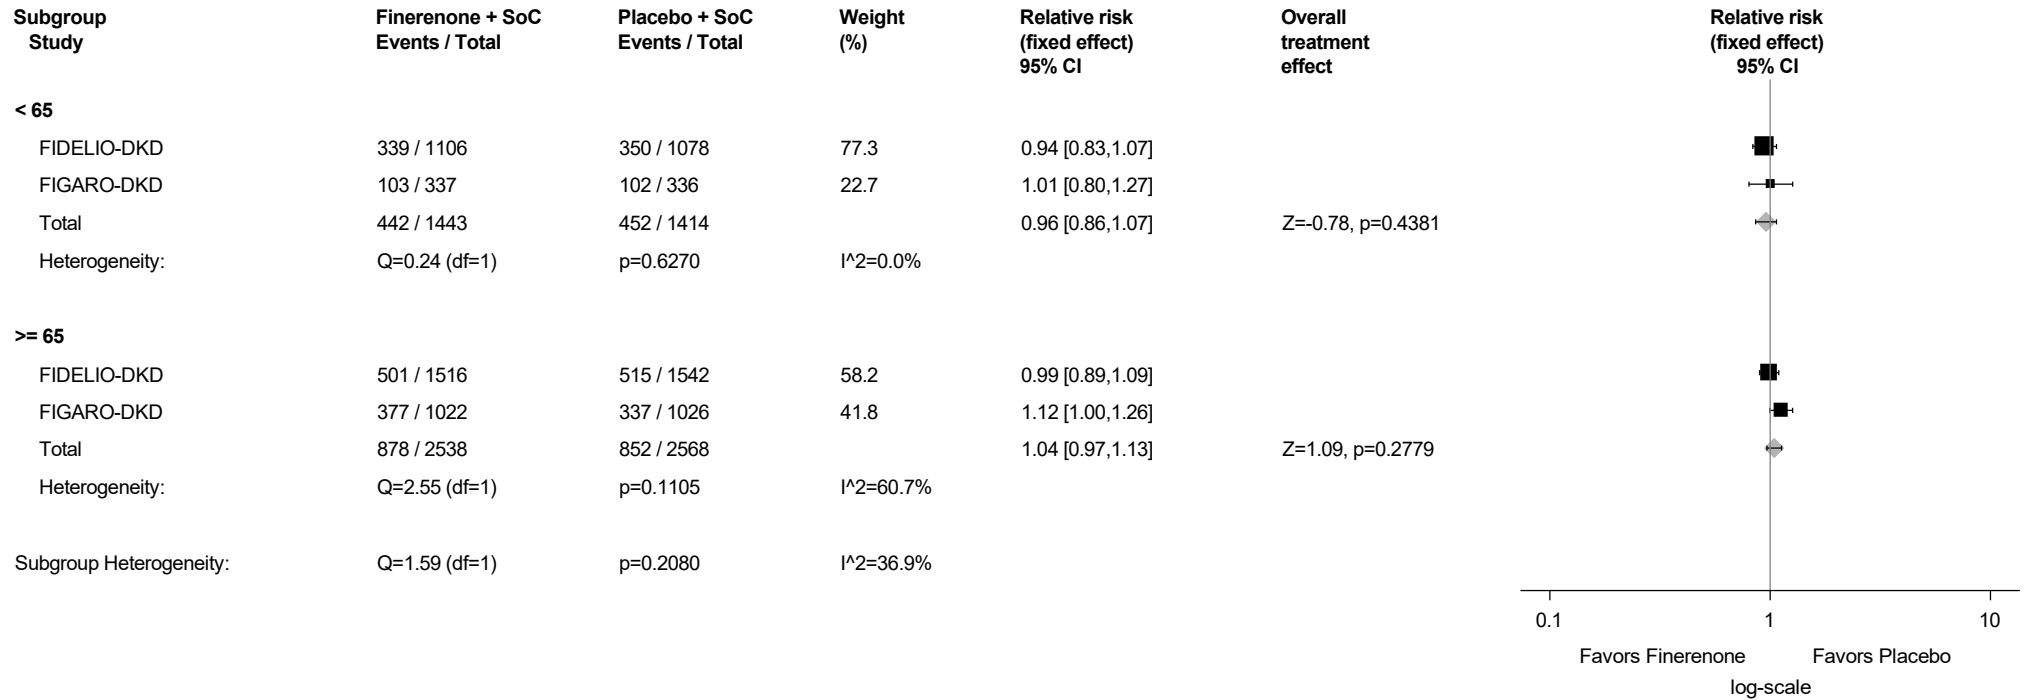 Subgroup Finerenone + SoC Placebo + SoC Weight Relative risk Overall Relative risk
Study Events / Total Events / Total (%) (fixed effect) treatment (fixed effect)
95% CI effect 95% CI
< 65
FIDELIO-DKD 339 / 1106 350 / 1078 77.3 0.94 [0.83,1.07]
FIGARO-DKD 103 / 337 102 / 336 22.7 1.01 [0.80,1.27]
Total 442 / 1443 452 / 1414 0.96 [0.86,1.07] Z=-0.78, p=0.4381
Heterogeneity: Q=0.24 (df=1) p=0.6270 I^2=0.0%
>= 65
FIDELIO-DKD 501 / 1516 515 / 1542 58.2 0.99 [0.89,1.09]
FIGARO-DKD 377 / 1022 337 / 1026 41.8 1.12 [1.00,1.26]
Total 878 / 2538 852 / 2568 1.04 [0.97,1.13] Z=1.09, p=0.2779
Heterogeneity: Q=2.55 (df=1) p=0.1105 I^2=60.7%
Subgroup Heterogeneity: Q=1.59 (df=1) p=0.2080 I^2=36.9%
0.1 1 10
Favors Finerenone Favors Placebo
log-scale